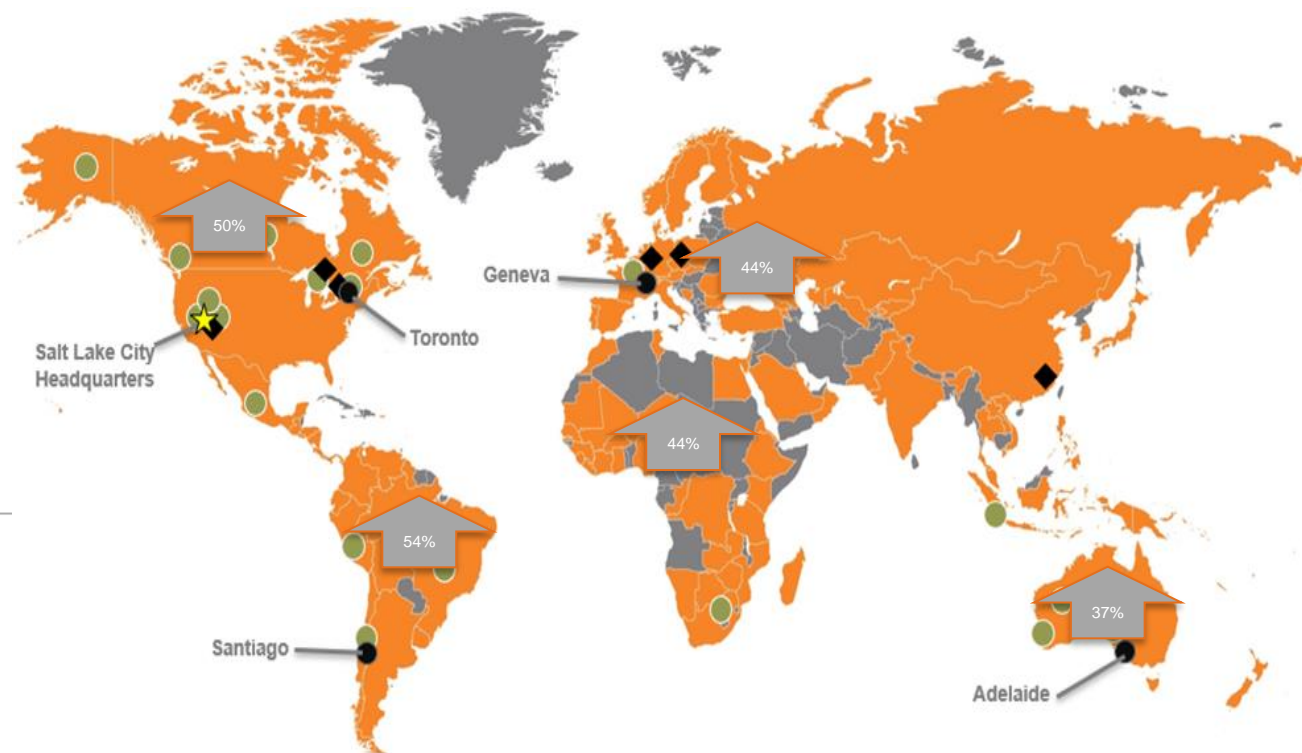 50%
44%
Geneva
Toronto
Salt Lake City
Headquarters
44%
54%
37%
Santiago
Adelaide